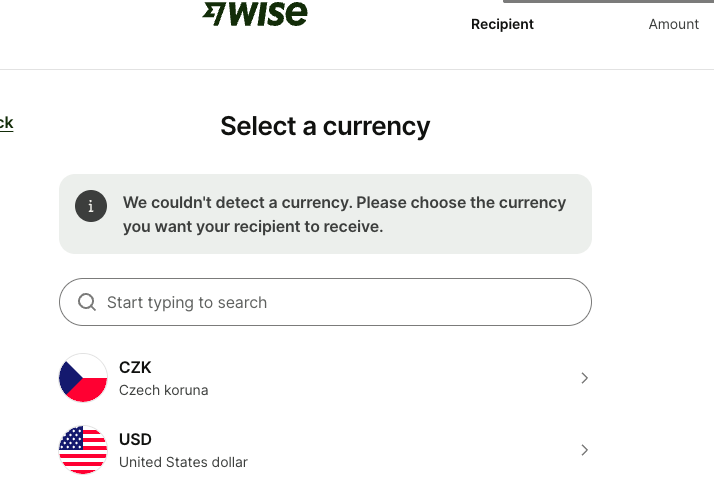 wise
Recipient
Amount
ck
Select a currency
We couldn't detect a currency. Please choose the currency
you want your recipient to receive.
Start typing to search
CZK
Czech koruna
USD
United States dollar